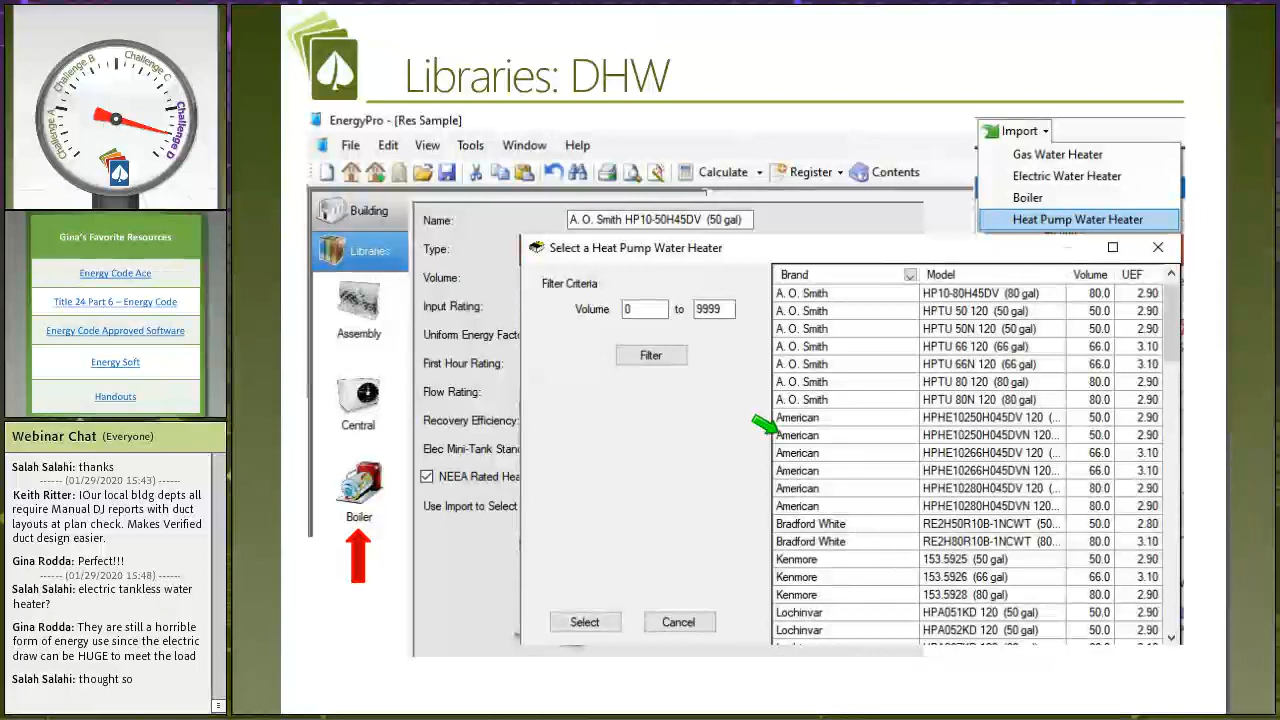 Challenge A
Challenge B
Challenge C
Challenge D
Gina's Favorite Resources
Energy Code Ace
Title 24 Part 6 – Energy Code
Energy Code Approved Software
Energy Soft
Handouts
Webinar Chat (Everyone)
Salah Salahi: thanks
------ (01/29/2020 15:43) ------
Keith Ritter: IOur local bldg depts all
require Manual DJ reports with duct
layouts at plan check. Makes Verified
duct design easier.
Gina Rodda: Perfect!!!
------ (01/29/2020 15:48) ------
Salah Salahi: electric tankless water
heater?
Gina Rodda: They are still a horrible
form of energy use since the electric
draw can be HUGE to meet the load
Salah Salahi: thought so
Libraries: DHW
EnergyPro - [Res Sample]
File Edit View Tools Window Help
Calculate Register Contents
Import
Gas Water Heater
Electric Water Heater
Boiler
Heat Pump Water Heater
Building
Libraries
Assembly
Central
Boiler
Name: A. O. Smith HP10-50H45DV (50 gal)
Type:
Volume:
Input Rating:
Uniform Energy Facto
First Hour Rating:
Flow Rating:
Recovery Efficiency:
Elec Mini-Tank Stand
NEEA Rated Hea
Use Import to Select
Select a Heat Pump Water Heater
Filter Criteria
Volume 0 to 9999
Filter
Select Cancel
Brand Model Volume UEF
A. O. Smith HP10-80H45DV (80 gal) 80.0 2.90
A. O. Smith HPTU 50 120 (50 gal) 50.0 2.90
A. O. Smith HPTU 50N 120 (50 gal) 50.0 2.90
A. O. Smith HPTU 66 120 (66 gal) 66.0 3.10
A. O. Smith HPTU 66N 120 (66 gal) 66.0 3.10
A. O. Smith HPTU 80 120 (80 gal) 80.0 2.90
A. O. Smith HPTU 80N 120 (80 gal) 80.0 3.10
American HPHE10250H045DV 120 (... 50.0 2.90
American HPHE10250H045DVN 120... 50.0 2.90
American HPHE10266H045DV 120 (... 66.0 3.10
American HPHE10266H045DVN 120... 66.0 3.10
American HPHE10280H045DV 120 (... 80.0 2.90
American HPHE10280H045DVN 120... 80.0 2.90
Bradford White RE2H50R10B-1NCWT (50... 50.0 2.80
Bradford White RE2H80R10B-1NCWT (80... 80.0 3.10
Kenmore 153.5925 (50 gal) 50.0 2.90
Kenmore 153.5926 (66 gal) 66.0 3.10
Kenmore 153.5928 (80 gal) 80.0 2.90
Lochinvar HPA051KD 120 (50 gal) 50.0 2.90
Lochinvar HPA052KD 120 (50 gal) 50.0 2.90